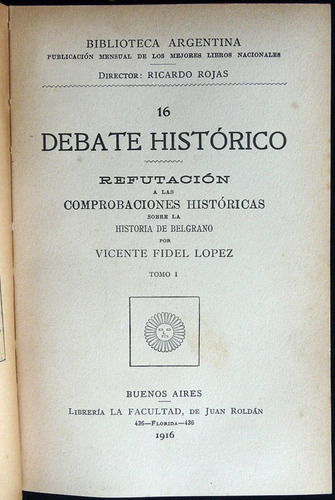 BIBLIOTECA ARGENTINA
PUBLICACIÓN MENSUAL DE LOS MEJORES LIBROS NACIONALES
DIRECTOR: RICARDO ROJAS
16
DEBATE HISTÓRICO
REFUTACIÓN
A LAS
COMPROBACIONES HISTÓRICAS
SOBRE LA
HISTORIA DE BELGRANO
POR
VICENTE FIDEL LOPEZ
TOMO I
BUENOS AIRES
LIBRERÍA LA FACULTAD, DE JUAN ROLDÁN
436—FLORIDA—436
1916